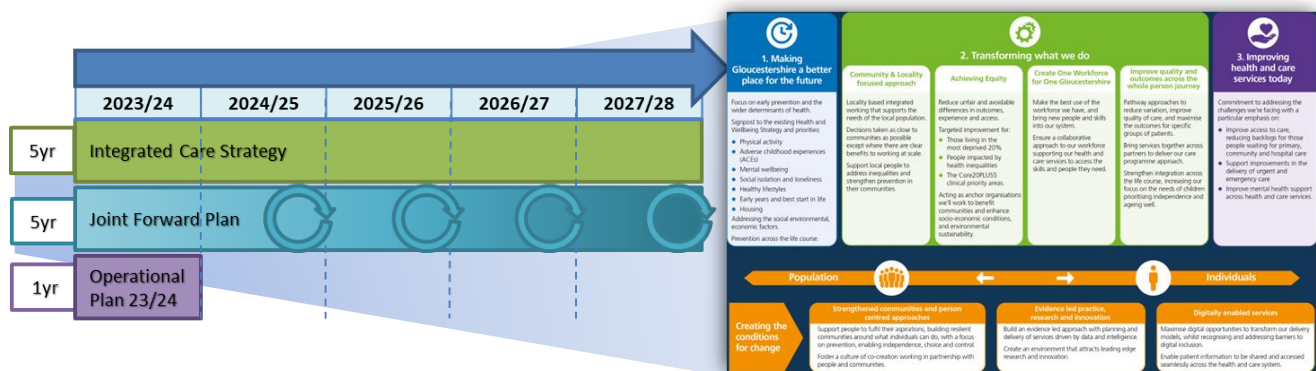 2023/24 2024/25 2025/26 2026/27 2027/28
5yr Integrated Care Strategy
5yr Joint Forward Plan
1yr Operational
Plan 23/24
1. Making
Gloucestershire a better
place for the future
Focus on early prevention and the
wider determinants of health.
Signpost to the existing Health and
Wellbeing Strategy and priorities:
Physical activity
Adverse childhood experiences
(ACEs)
Mental wellbeing
Social isolation and loneliness
Healthy lifestyles
Early years and best start in life
Housing
Addressing the social environmental,
economic factors.
Prevention across the life course.
2. Transforming what we do
Community & Locality
focused approach
Locality based integrated
working that supports the
needs of the local population.
Decisions taken as close to
communities as possible
except where there are clear
benefits to working at scale.
Support local people to
address inequalities and
strengthen prevention in
their communities.
Achieving Equity
Reduce unfair and avoidable
differences in outcomes,
experience and access.
Targeted improvement for:
Those living in the
most deprived 20%
People impacted by
health inequalities
The Core20PLUS5
clinical priority areas.
Acting as anchor organisations
we'll work to benefit
communities and enhance
socio-economic conditions,
and environmental
sustainability.
Create One Workforce
for One Gloucestershire
Make the best use of the
workforce we have, and
bring new people and skills
into our system.
Ensure a collaborative
approach to our workforce
supporting our health and
care services to access the
skills and people they need.
Improve quality and
outcomes across the
whole person journey
Pathway approaches to
reduce variation, improve
quality of care, and maximise
the outcomes for specific
groups of patients.
Bring services together across
partners to deliver our care
programme approach.
Strengthen integration across
the life course, increasing our
focus on the needs of children
prioritising independence and
ageing well.
3. Improving
health and care
services today
Commitment to addressing the
challenges we're facing with a
particular emphasis on:
Improve access to care,
reducing backlogs for those
people waiting for primary,
community and hospital care
Support improvements in
the delivery of urgent and
emergency care
Improve mental health support
across health and care services.
Population Individuals
Creating the
conditions
for change
Strengthened communities and person
centred approaches
Support people to fulfil their aspirations, building resilient
communities around what individuals can do, with a focus
on prevention, enabling independence, choice and control.
Foster a culture of co-creation working in partnership with
people and communities.
Evidence led practice,
research and innovation
Build an evidence led approach with planning and
delivery of services driven by data and intelligence.
Create an environment that attracts leading edge
research and innovation.
Digitally enabled services
Maximise digital opportunities to transform our delivery
models, whilst recognising and addressing barriers to
digital inclusion.
Enable patient information to be shared and accessed
seamlessly across the health and care system.